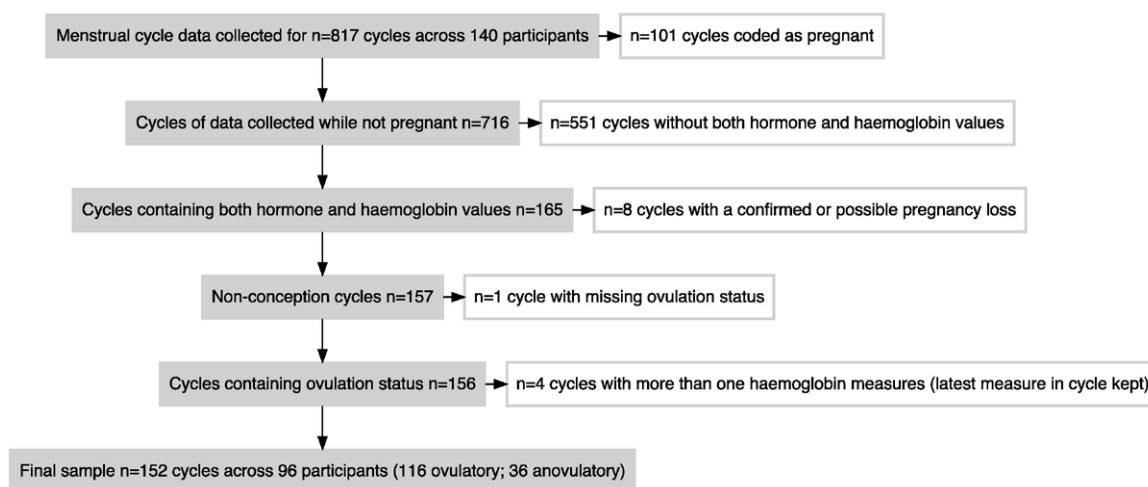 Menstrual cycle data collected for n=817 cycles across 140 participants
n=101 cycles coded as pregnant
Cycles of data collected while not pregnant n=716
n=551 cycles without both hormone and haemoglobin values
Cycles containing both hormone and haemoglobin values n=165
n=8 cycles with a confirmed or possible pregnancy loss
Non-conception cycles n=157
n=1 cycle with missing ovulation status
Cycles containing ovulation status n=156
n=4 cycles with more than one haemoglobin measures (latest measure in cycle kept)
Final sample n=152 cycles across 96 participants (116 ovulatory; 36 anovulatory)